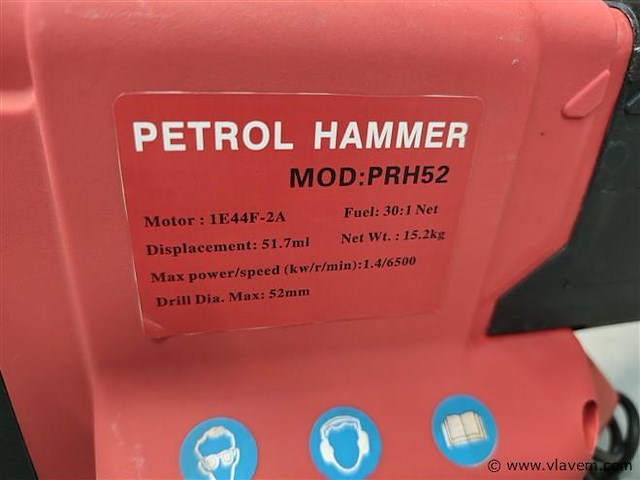 PETROL HAMMER
MOD:PRH52
Motor : 1E44F-2A Fuel: 30:1 Net
Displacement: 51.7ml Net Wt. : 15.2kg
Max power/speed (kw/r/min):1.4/6500
Drill Dia. Max: 52mm
© www.vlavem.com